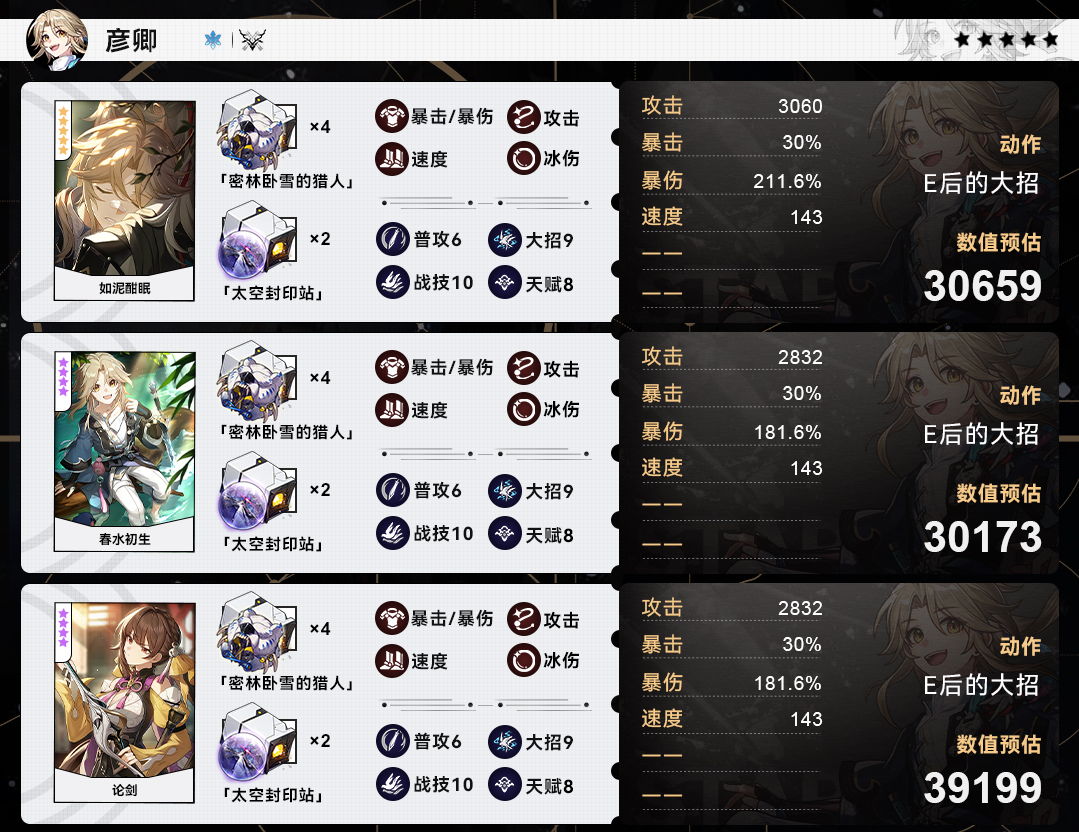 彦卿
如泥酣眠
×4
「密林卧雪的猎人」
×2
「太空封印站」
暴击/暴伤 攻击
速度 冰伤
普攻6 大招9
战技10 天赋8
攻击 3060
暴击 30%
暴伤 211.6%
速度 143
——
——
动作
E后的大招
数值预估
30659
春水初生
×4
「密林卧雪的猎人」
×2
「太空封印站」
暴击/暴伤 攻击
速度 冰伤
普攻6 大招9
战技10 天赋8
攻击 2832
暴击 30%
暴伤 181.6%
速度 143
——
——
动作
E后的大招
数值预估
30173
论剑
×4
「密林卧雪的猎人」
×2
「太空封印站」
暴击/暴伤 攻击
速度 冰伤
普攻6 大招9
战技10 天赋8
攻击 2832
暴击 30%
暴伤 181.6%
速度 143
——
——
动作
E后的大招
数值预估
39199